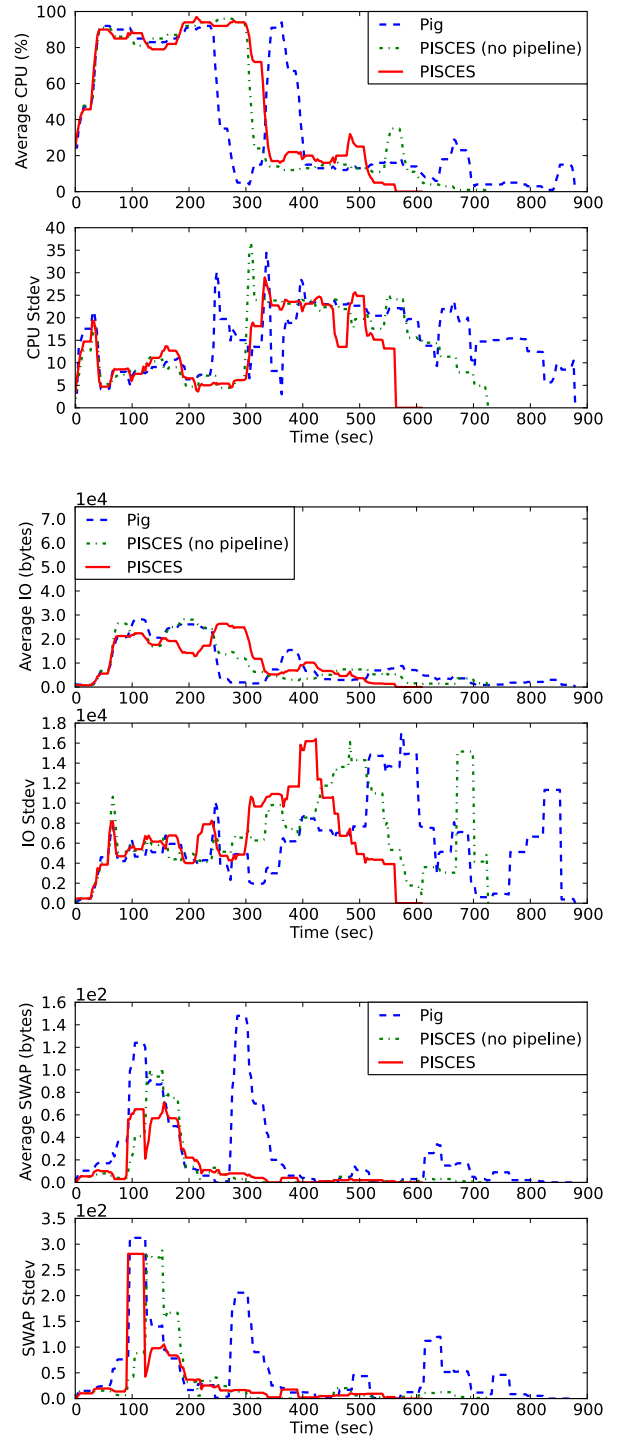 Average CPU (%)
100
80
60
40
20
0
0 100 200 300 400 500 600 700 800 900
Pig
PISCES (no pipeline)
PISCES
CPU Stdev
40
35
30
25
20
15
10
5
0
0 100 200 300 400 500 600 700 800 900
Time (sec)
1e4
Average IO (bytes)
7.0
6.0
5.0
4.0
3.0
2.0
1.0
0.0
0 100 200 300 400 500 600 700 800 900
Pig
PISCES (no pipeline)
PISCES
1e4
IO Stdev
1.8
1.6
1.4
1.2
1.0
0.8
0.6
0.4
0.2
0.0
0 100 200 300 400 500 600 700 800 900
Time (sec)
1e2
Average SWAP (bytes)
1.6
1.4
1.2
1.0
0.8
0.6
0.4
0.2
0.0
0 100 200 300 400 500 600 700 800 900
Pig
PISCES (no pipeline)
PISCES
1e2
SWAP Stdev
3.5
3.0
2.5
2.0
1.5
1.0
0.5
0.0
0 100 200 300 400 500 600 700 800 900
Time (sec)